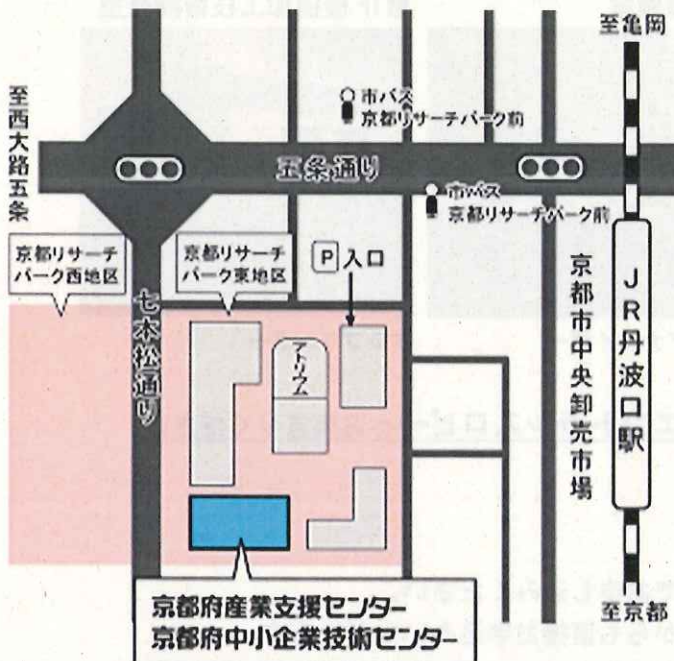 至亀岡
市バス
京都リサーチパーク前
至西大路五条
五条通り
市バス
京都リサーチパーク前
京都リサーチ
パーク西地区
京都リサーチ
パーク東地区
P 入口
七本松通り
アトリウム
京都市中央卸売市場
JR丹波口駅
京都府産業支援センター
京都府中小企業技術センター
至京都